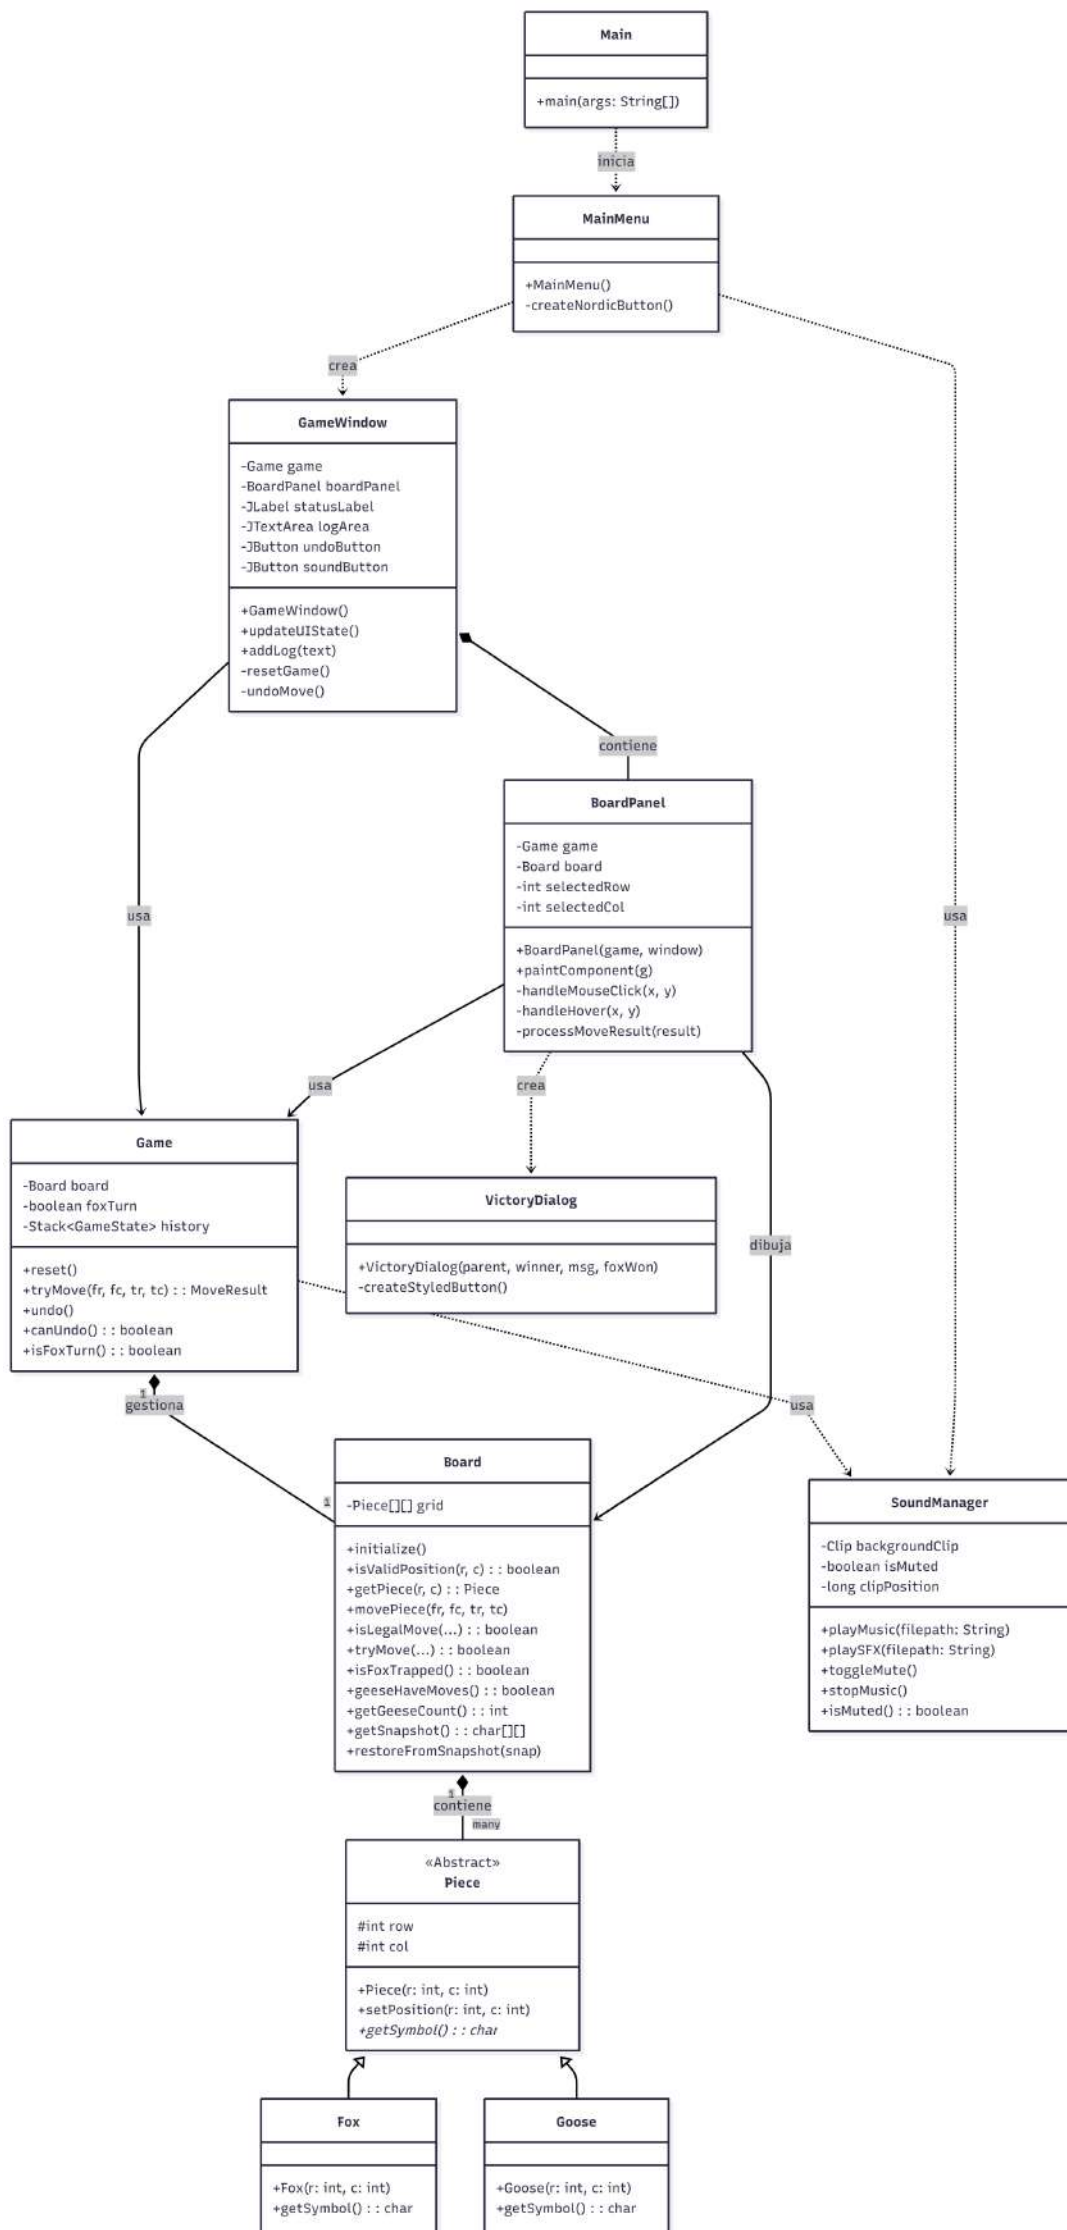 Main
+main(args: String[])
inicia
MainMenu
+MainMenu()
-createNordicButton()
crea
GameWindow
-Game game
-BoardPanel boardPanel
-JLabel statusLabel
-JTextArea logArea
-JButton undoButton
-JButton soundButton
+GameWindow()
+updateUIState()
+addLog(text)
-resetGame()
-undoMove()
contiene
BoardPanel
-Game game
-Board board
-int selectedRow
-int selectedCol
+BoardPanel(game, window)
+paintComponent(g)
-handleMouseClick(x, y)
-handleHover(x, y)
-processMoveResult(result)
usa
usa
usa
crea
Game
-Board board
-boolean foxTurn
-Stack<GameState> history
+reset()
+tryMove(fr, fc, tr, tc) : : MoveResult
+undo()
+canUndo() : : boolean
+isFoxTurn() : : boolean
VictoryDialog
+VictoryDialog(parent, winner, msg, foxWon)
-createStyledButton()
dibuja
1
gestiona
usa
1
Board
-Piece[][] grid
+initialize()
+isValidPosition(r, c) : : boolean
+getPiece(r, c) : : Piece
+movePiece(fr, fc, tr, tc)
+isLegalMove(...) : : boolean
+tryMove(...) : : boolean
+isFoxTrapped() : : boolean
+geeseHaveMoves() : : boolean
+getGeeseCount() : : int
+getSnapshot() : : char[][]
+restoreFromSnapshot(snap)
SoundManager
-Clip backgroundClip
-boolean isMuted
-long clipPosition
+playMusic(filepath: String)
+playSFX(filepath: String)
+toggleMute()
+stopMusic()
+isMuted() : : boolean
1
contiene
many
«Abstract»
Piece
#int row
#int col
+Piece(r: int, c: int)
+setPosition(r: int, c: int)
+getSymbol() : : char
Fox
+Fox(r: int, c: int)
+getSymbol() : : char
Goose
+Goose(r: int, c: int)
+getSymbol() : : char